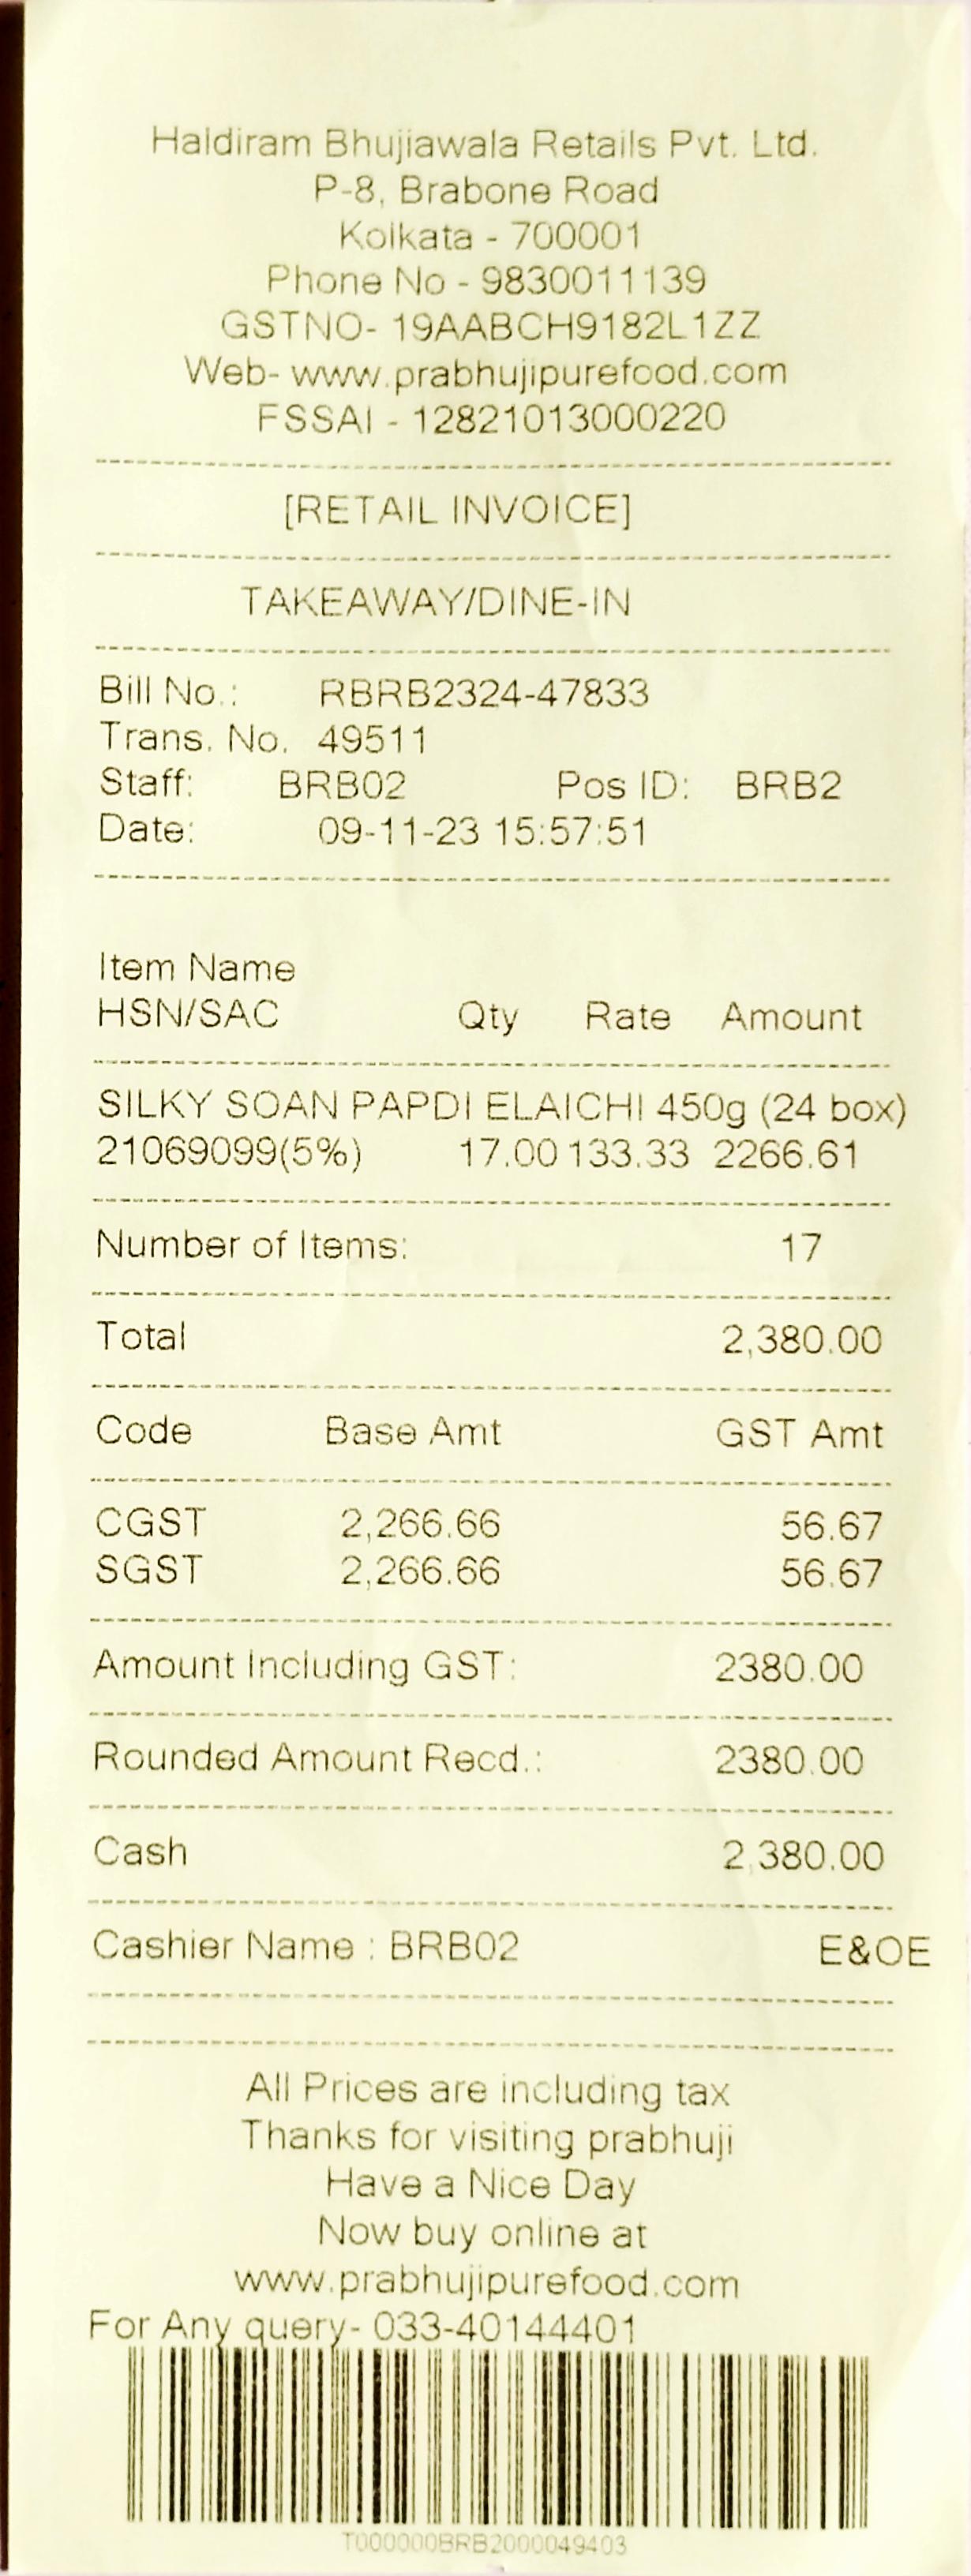 Haldiram Bhujiawala Retails Pvt. Ltd.
P-8, Brabone Road
Kolkata - 700001
Phone No - 9830011139
GSTNO- 19AABCH9182L1ZZ
Web- www.prabhujipurefood.com
FSSAI - 12821013000220
[RETAIL INVOICE]
TAKEAWAY/DINE-IN
Bill No.: RBRB2324-47833
Trans. No. 49511
Staff: BRB02 Pos ID: BRB2
Date: 09-11-23 15:57:51
Item Name
HSN/SAC Qty Rate Amount
SILKY SOAN PAPDI ELAICHI 450g (24 box)
21069099(5%) 17.00 133.33 2266.61
Number of Items: 17
Total 2,380.00
Code Base Amt GST Amt
CGST 2,266.66 56.67
SGST 2,266.66 56.67
Amount Including GST: 2380.00
Rounded Amount Recd.: 2380.00
Cash 2,380.00
Cashier Name : BRB02 E&OE
All Prices are including tax
Thanks for visiting prabhuji
Have a Nice Day
Now buy online at
www.prabhujipurefood.com
For Any query- 033-40144401
T000000BRB2000049403